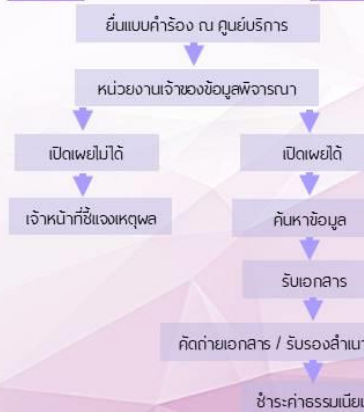 ยื่นแบบคำร้อง ณ ศูนย์บริการ
หน่วยงานเจ้าของข้อมูลพิจารณา
เปิดเผยไม่ได้
เปิดเผยได้
เจ้าหน้าที่ชี้แจงเหตุผล
ค้นหาข้อมูล
รับเอกสาร
คัดถ่ายเอกสาร / รับรองสำเนา
ชำระค่าธรรมเนียม